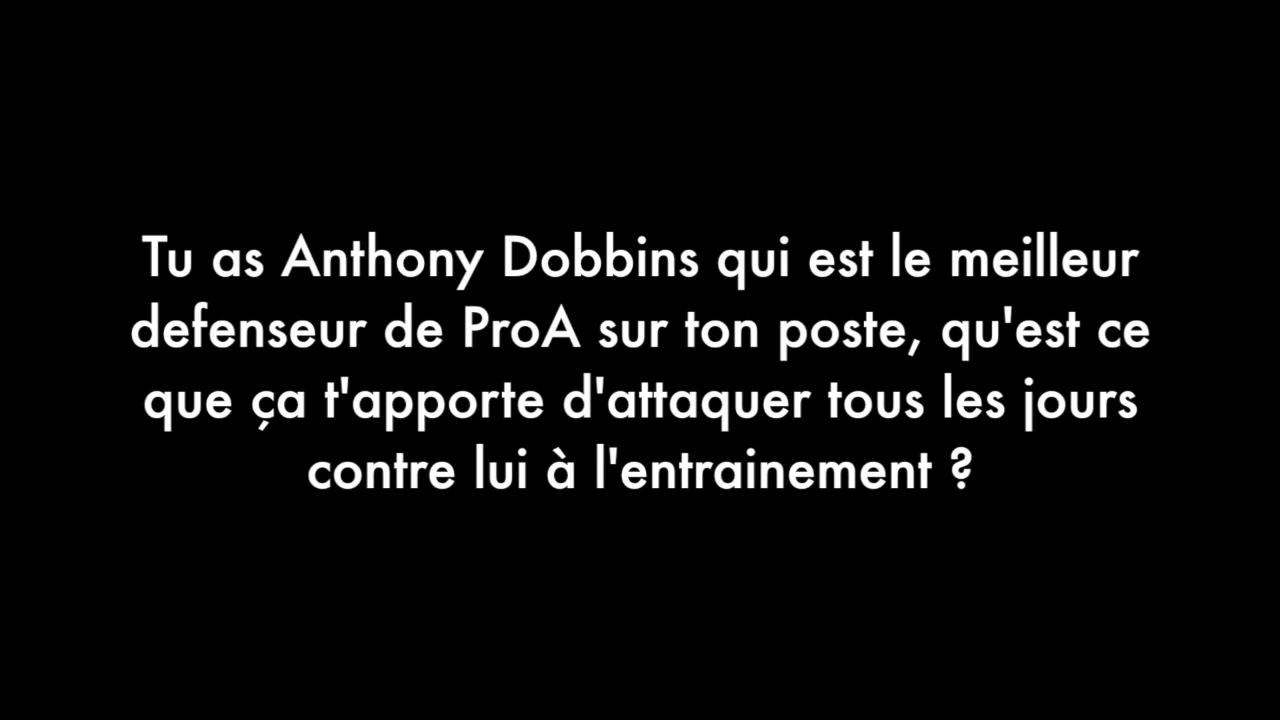 Tu as Anthony Dobbins qui est le meilleur
defenseur de ProA sur ton poste, qu'est ce
que ça t'apporte d'attaquer tous les jours
contre lui à l'entrainement ?